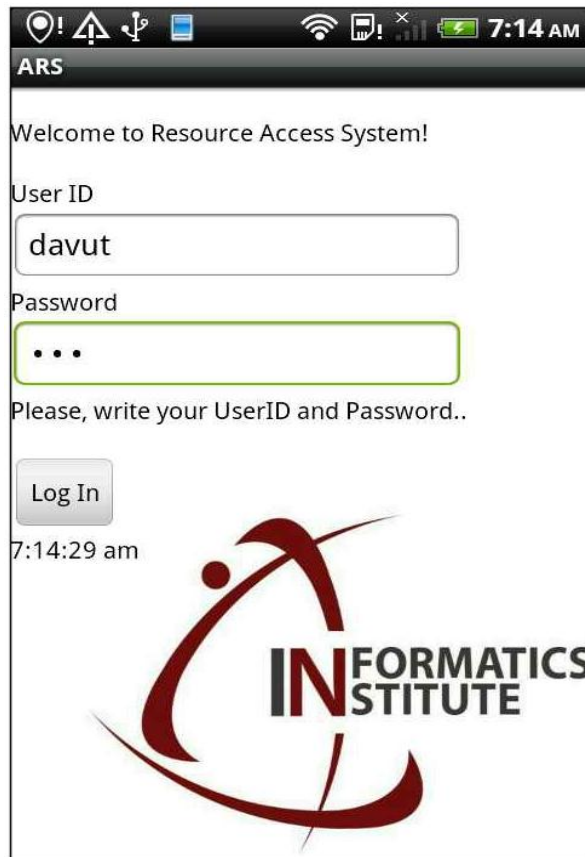 7:14 AM
ARS
Welcome to Resource Access System!
User ID
davut
Password
•••
Please, write your UserID and Password..
Log In
7:14:29 am
INFORMATICS
INSTITUTE